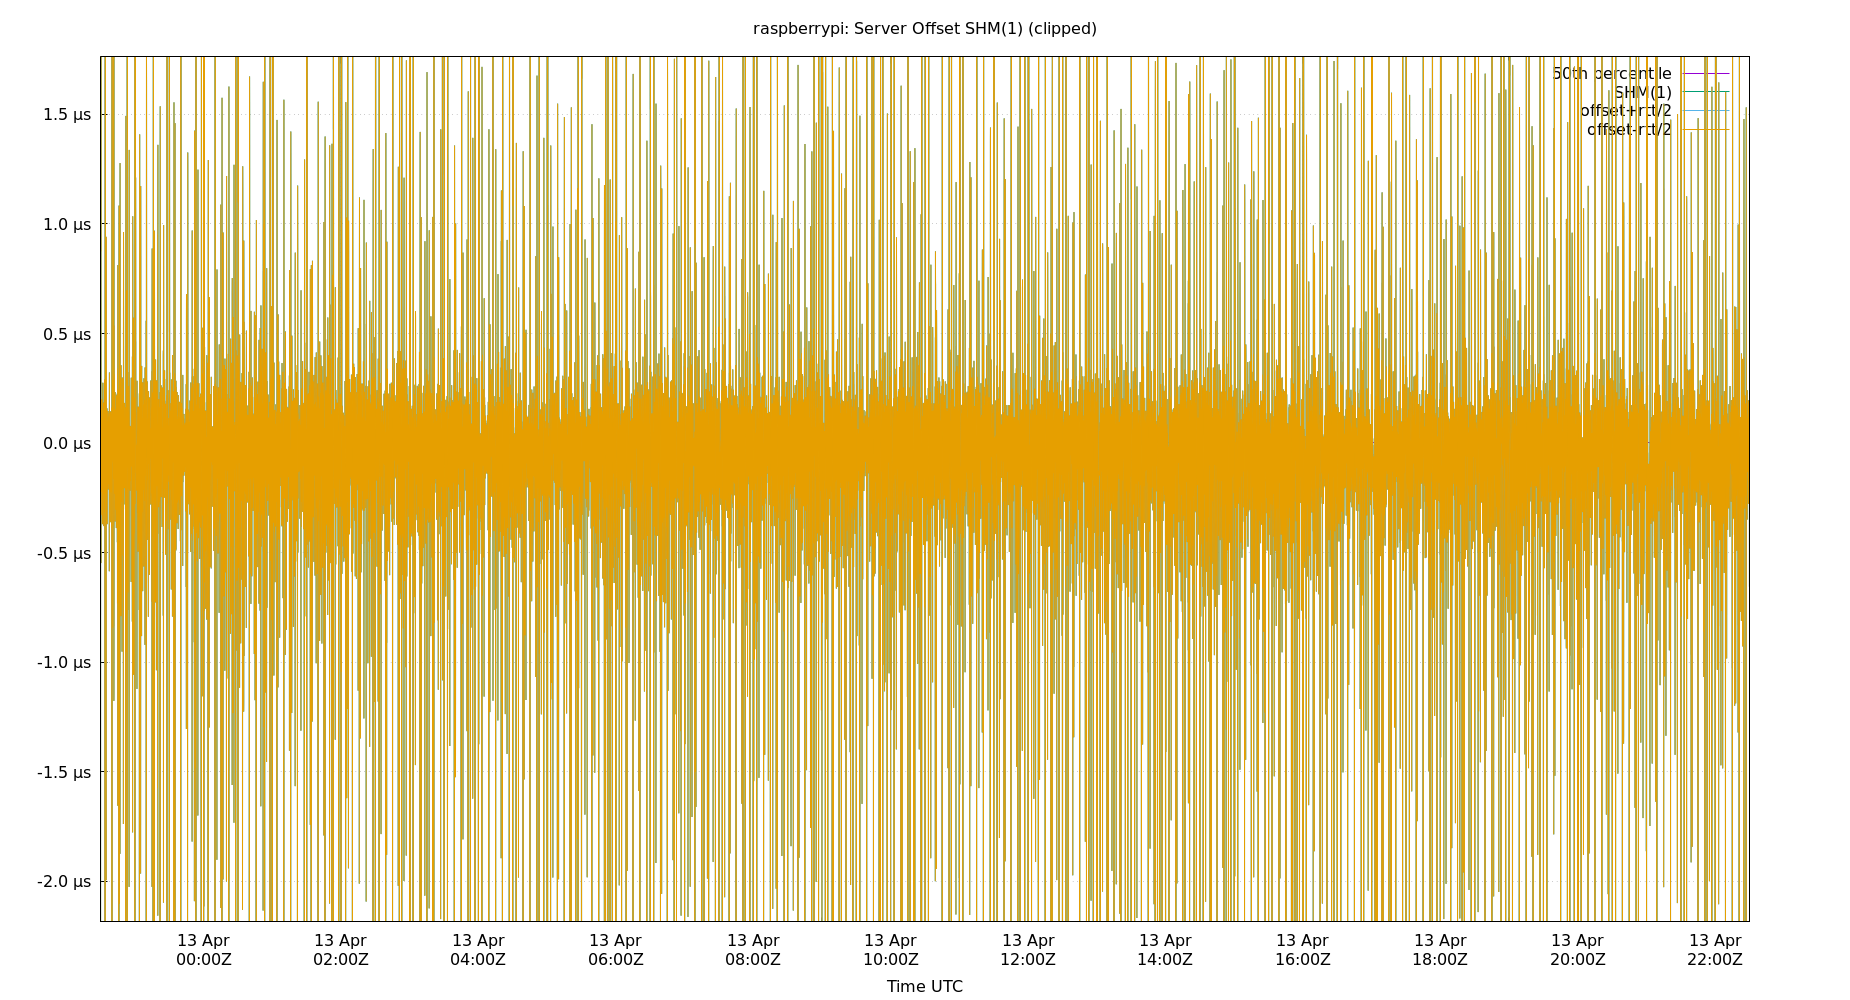 raspberrypi: Server Offset SHM(1) (clipped)
50th percentile
SHM(1)
offset+rtt/2
offset-rtt/2
1.5 µs
1.0 µs
0.5 µs
0.0 µs
-0.5 µs
-1.0 µs
-1.5 µs
-2.0 µs
13 Apr 13 Apr 13 Apr 13 Apr 13 Apr 13 Apr 13 Apr 13 Apr 13 Apr 13 Apr 13 Apr 13 Apr
00:00Z 02:00Z 04:00Z 06:00Z 08:00Z 10:00Z 12:00Z 14:00Z 16:00Z 18:00Z 20:00Z 22:00Z
Time UTC